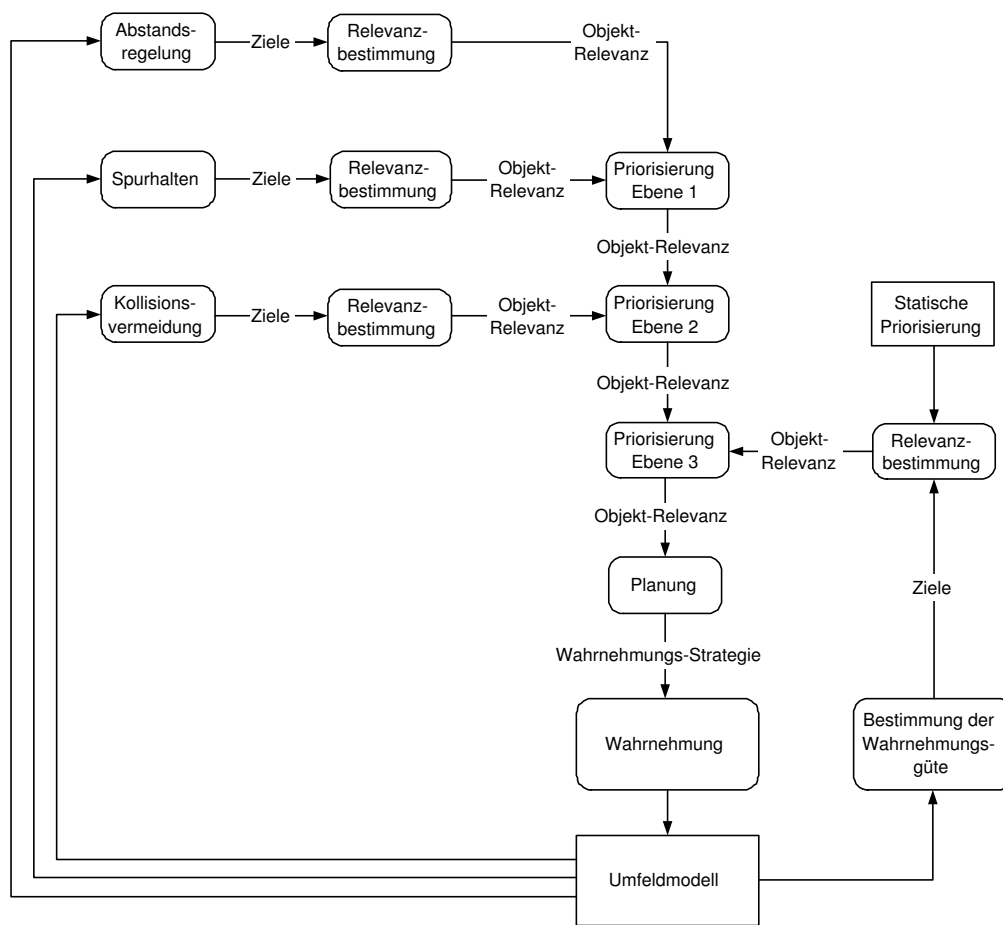 Abstands-
regelung
Ziele
Relevanz-
bestimmung
Objekt-
Relevanz
Spurhalten
Ziele
Relevanz-
bestimmung
Objekt-
Relevanz
Priorisierung
Ebene 1
Objekt-Relevanz
Kollisions-
vermeidung
Ziele
Relevanz-
bestimmung
Objekt-
Relevanz
Priorisierung
Ebene 2
Statische
Priorisierung
Objekt-Relevanz
Priorisierung
Ebene 3
Objekt-
Relevanz
Relevanz-
bestimmung
Objekt-Relevanz
Planung
Ziele
Wahrnehmungs-Strategie
Wahrnehmung
Bestimmung der
Wahrnehmungs-
güte
Umfeldmodell